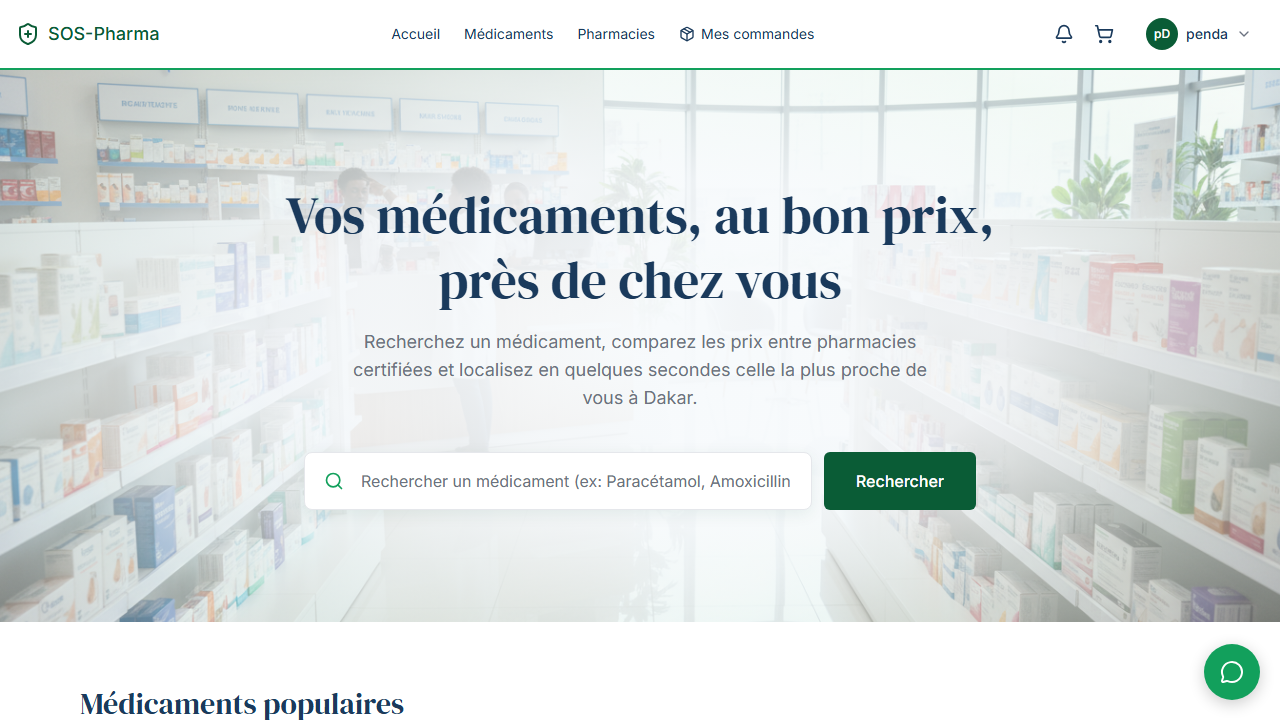 SOS-Pharma
Accueil
Médicaments
Pharmacies
Mes commandes
pD
penda
Vos médicaments, au bon prix,
près de chez vous
Recherchez un médicament, comparez les prix entre pharmacies
certifiées et localisez en quelques secondes celle la plus proche de
vous à Dakar.
Rechercher un médicament (ex: Paracétamol, Amoxicillin
Rechercher
Médicaments populaires